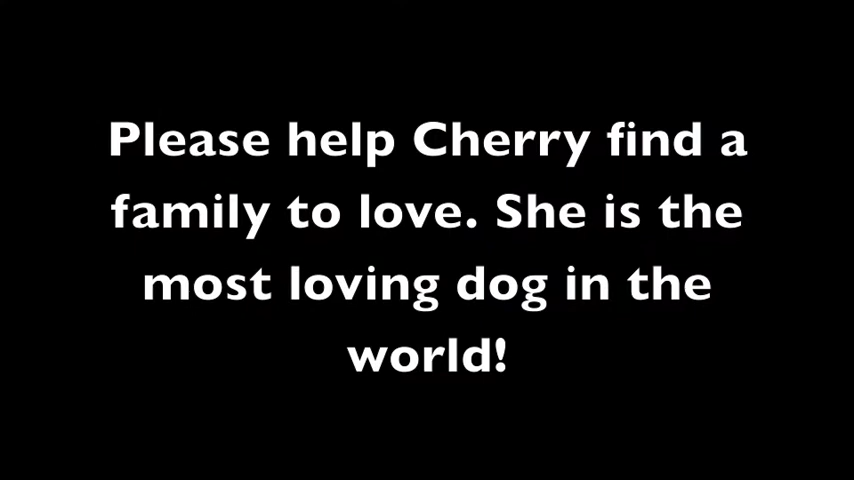 Please help Cherry find a
family to love. She is the
most loving dog in the
world!